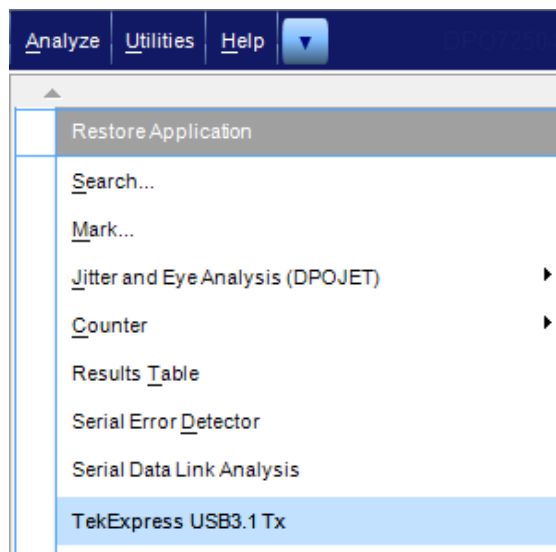 Analyze Utilities Help
Restore Application
Search...
Mark...
Jitter and Eye Analysis (DPOJET)
Counter
Results Table
Serial Error Detector
Serial Data Link Analysis
TekExpress USB3.1 Tx